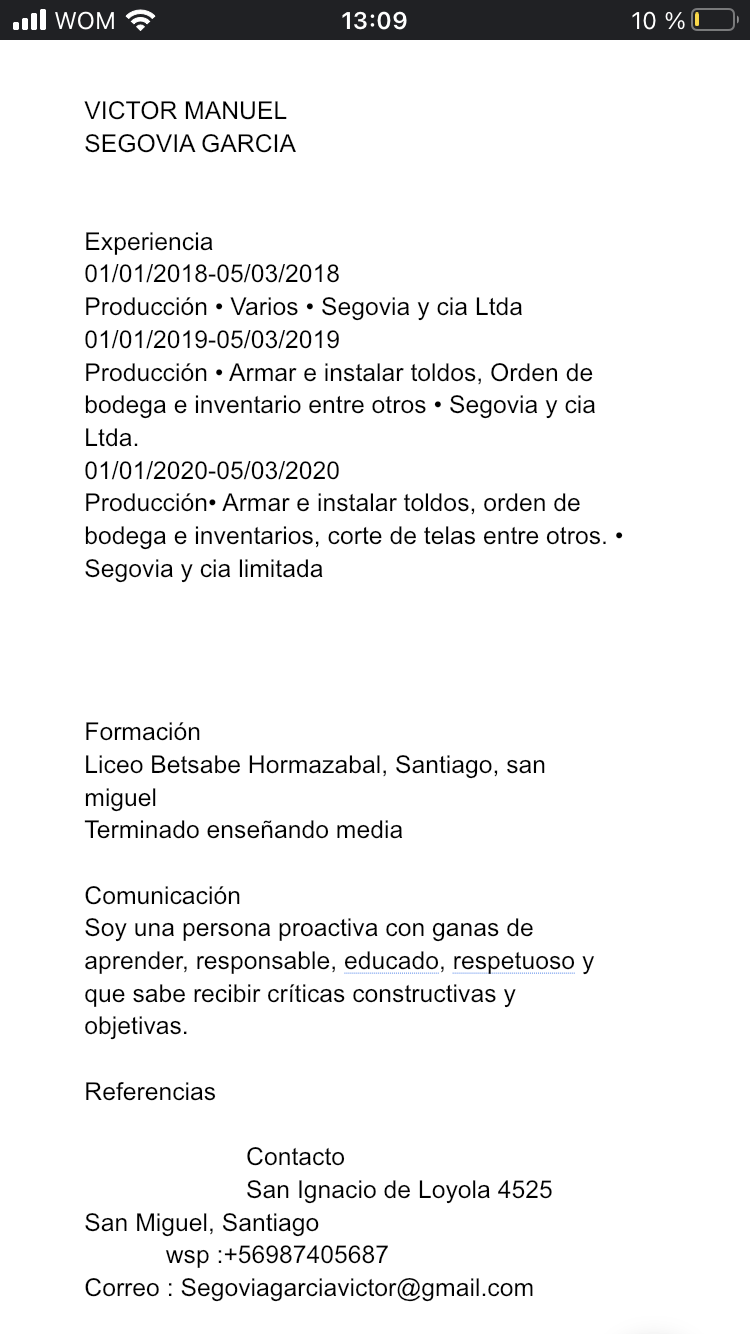 WOM 13:09 10 %
VICTOR MANUEL
SEGOVIA GARCIA
Experiencia
01/01/2018-05/03/2018
Producción • Varios • Segovia y cia Ltda
01/01/2019-05/03/2019
Producción • Armar e instalar toldos, Orden de
bodega e inventario entre otros • Segovia y cia
Ltda.
01/01/2020-05/03/2020
Producción• Armar e instalar toldos, orden de
bodega e inventarios, corte de telas entre otros. •
Segovia y cia limitada
Formación
Liceo Betsabe Hormazabal, Santiago, san
miguel
Terminado enseñando media
Comunicación
Soy una persona proactiva con ganas de
aprender, responsable, educado, respetuoso y
que sabe recibir críticas constructivas y
objetivas.
Referencias
Contacto
San Ignacio de Loyola 4525
San Miguel, Santiago
wsp :+56987405687
Correo : Segoviagarciavictor@gmail.com